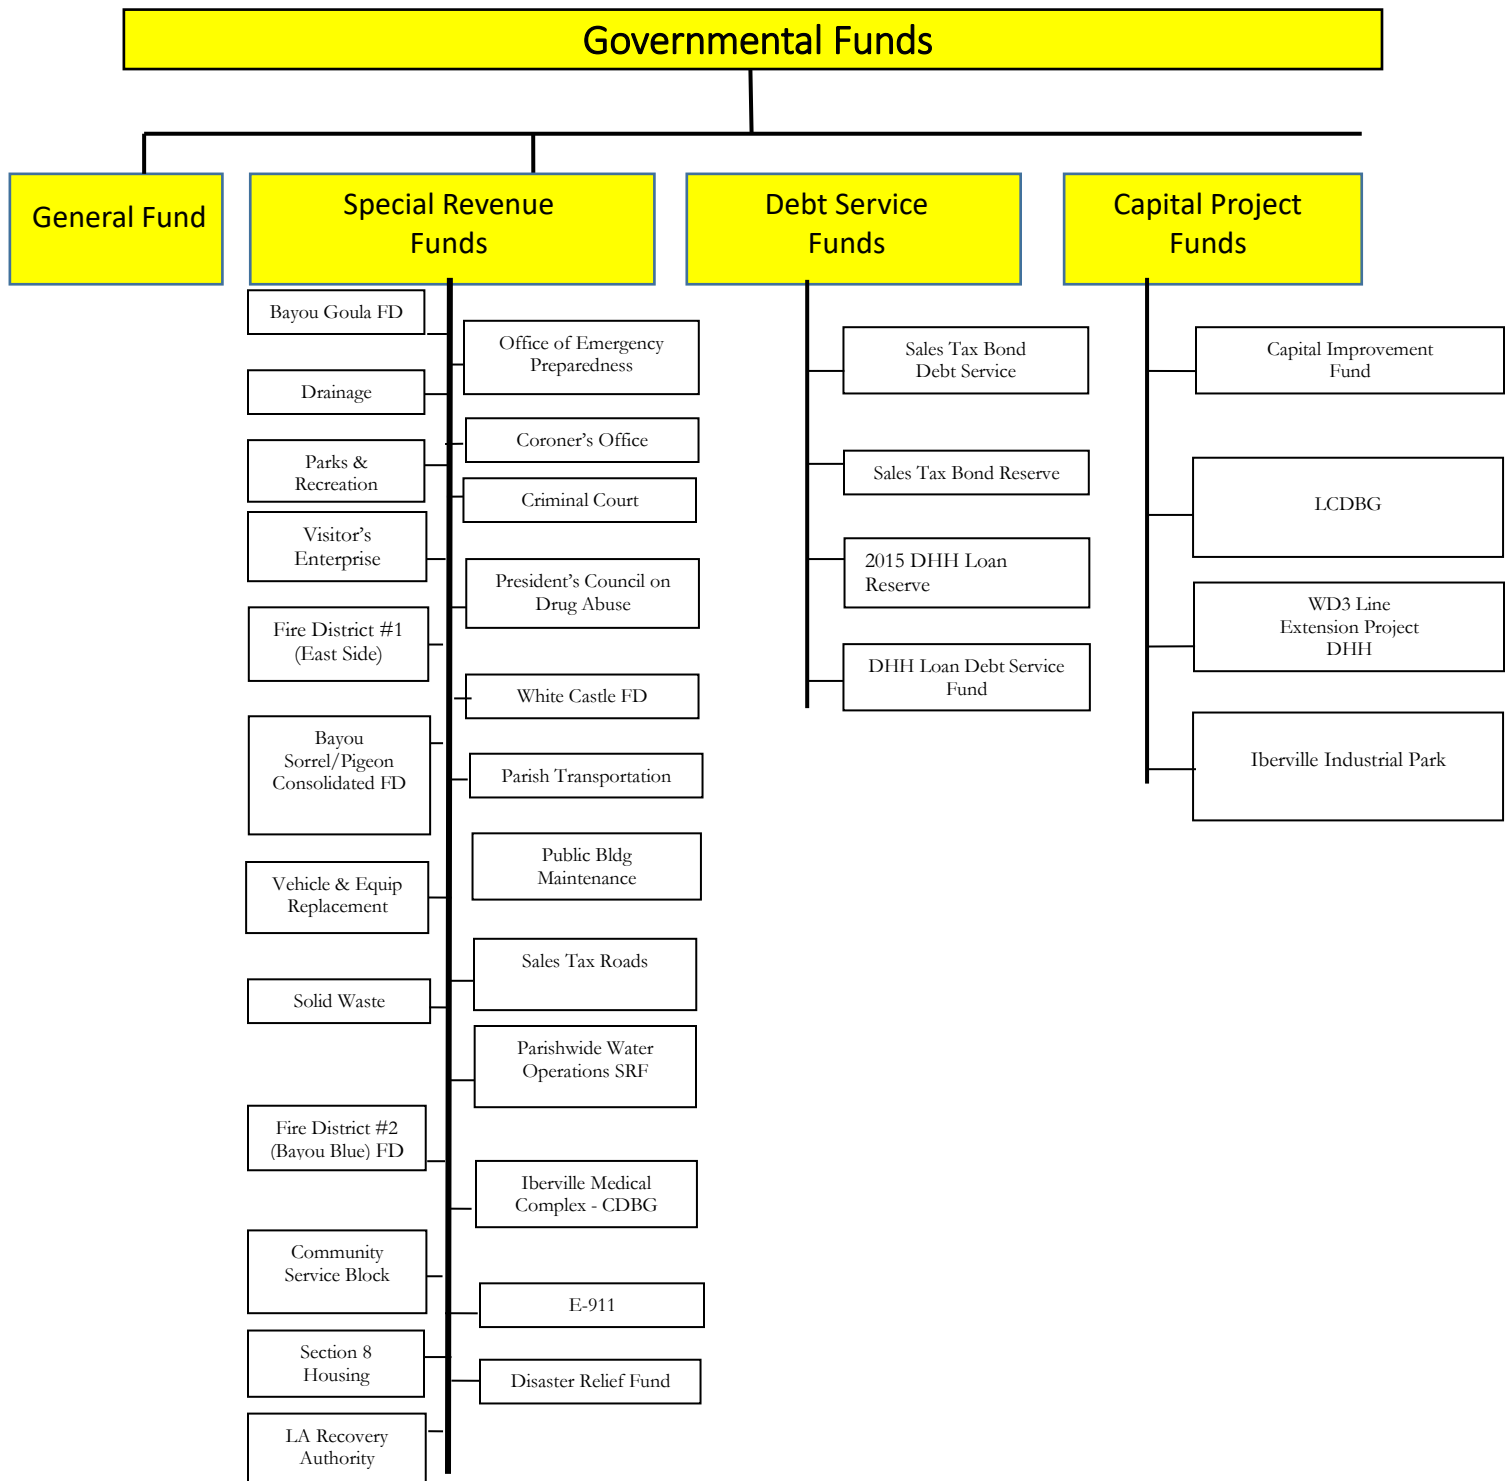 Governmental Funds
General Fund
Special Revenue
Funds
Debt Service
Funds
Capital Project
Funds
Bayou Goula FD
Drainage
Parks &
Recreation
Visitor's
Enterprise
Fire District #1
(East Side)
Bayou
Sorrel/Pigeon
Consolidated FD
Vehicle & Equip
Replacement
Solid Waste
Fire District #2
(Bayou Blue) FD
Community
Service Block
Section 8
Housing
LA Recovery
Authority
Office of Emergency
Preparedness
Coroner's Office
Criminal Court
President's Council on
Drug Abuse
White Castle FD
Parish Transportation
Public Bldg
Maintenance
Sales Tax Roads
Parishwide Water
Operations SRF
Iberville Medical
Complex - CDBG
E-911
Disaster Relief Fund
Sales Tax Bond
Debt Service
Sales Tax Bond Reserve
2015 DHH Loan
Reserve
DHH Loan Debt Service
Fund
Capital Improvement
Fund
LCDBG
WD3 Line
Extension Project
DHH
Iberville Industrial Park